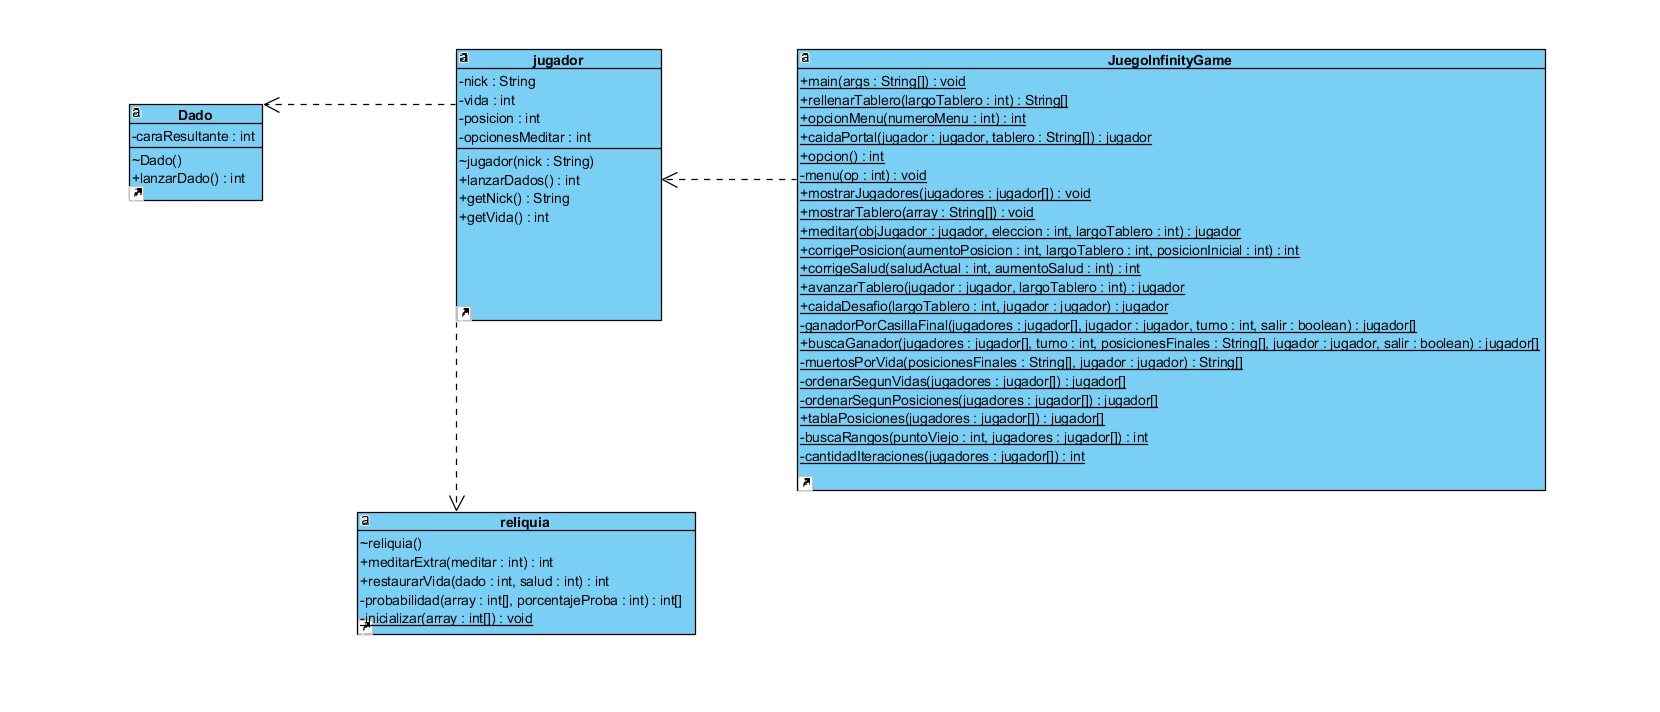 a
Dado
-caraResultante : int
~Dado()
+lanzarDado() : int
a
jugador
-nick : String
-vida : int
-posicion : int
-opcionesMeditar : int
~jugador(nick : String)
+lanzarDados() : int
+getNick() : String
+getVida() : int
a
JuegoInfinityGame
+main(args : String[]) : void
+rellenarTablero(largoTablero : int) : String[]
+opcionMenu(numeroMenu : int) : int
+caidaPortal(jugador : jugador, tablero : String[]) : jugador
+opcion() : int
-menu(op : int) : void
+mostrarJugadores(jugadores : jugador[]) : void
+mostrarTablero(array : String[]) : void
+meditar(objJugador : jugador, eleccion : int, largoTablero : int) : jugador
+corrigePosicion(aumentoPosicion : int, largoTablero : int, posicionInicial : int) : int
+corrigeSalud(saludActual : int, aumentoSalud : int) : int
+avanzarTablero(jugador : jugador, largoTablero : int) : jugador
+caidaDesafio(largoTablero : int, jugador : jugador) : jugador
-ganadorPorCasillaFinal(jugadores : jugador[], jugador : jugador, turno : int, salir : boolean) : jugador[]
+buscaGanador(jugadores : jugador[], turno : int, posicionesFinales : String[], jugador : jugador, salir : boolean) : jugador[]
-muertosPorVida(posicionesFinales : String[], jugador : jugador) : String[]
-ordenarSegunVidas(jugadores : jugador[]) : jugador[]
-ordenarSegunPosiciones(jugadores : jugador[]) : jugador[]
+tablaPosiciones(jugadores : jugador[]) : jugador[]
-buscaRangos(puntoViejo : int, jugadores : jugador[]) : int
-cantidadIteraciones(jugadores : jugador[]) : int
a
reliquia
~reliquia()
+meditarExtra(meditar : int) : int
+restaurarVida(dado : int, salud : int) : int
-probabilidad(array : int[], porcentajeProba : int) : int[]
-inicializar(array : int[]) : void